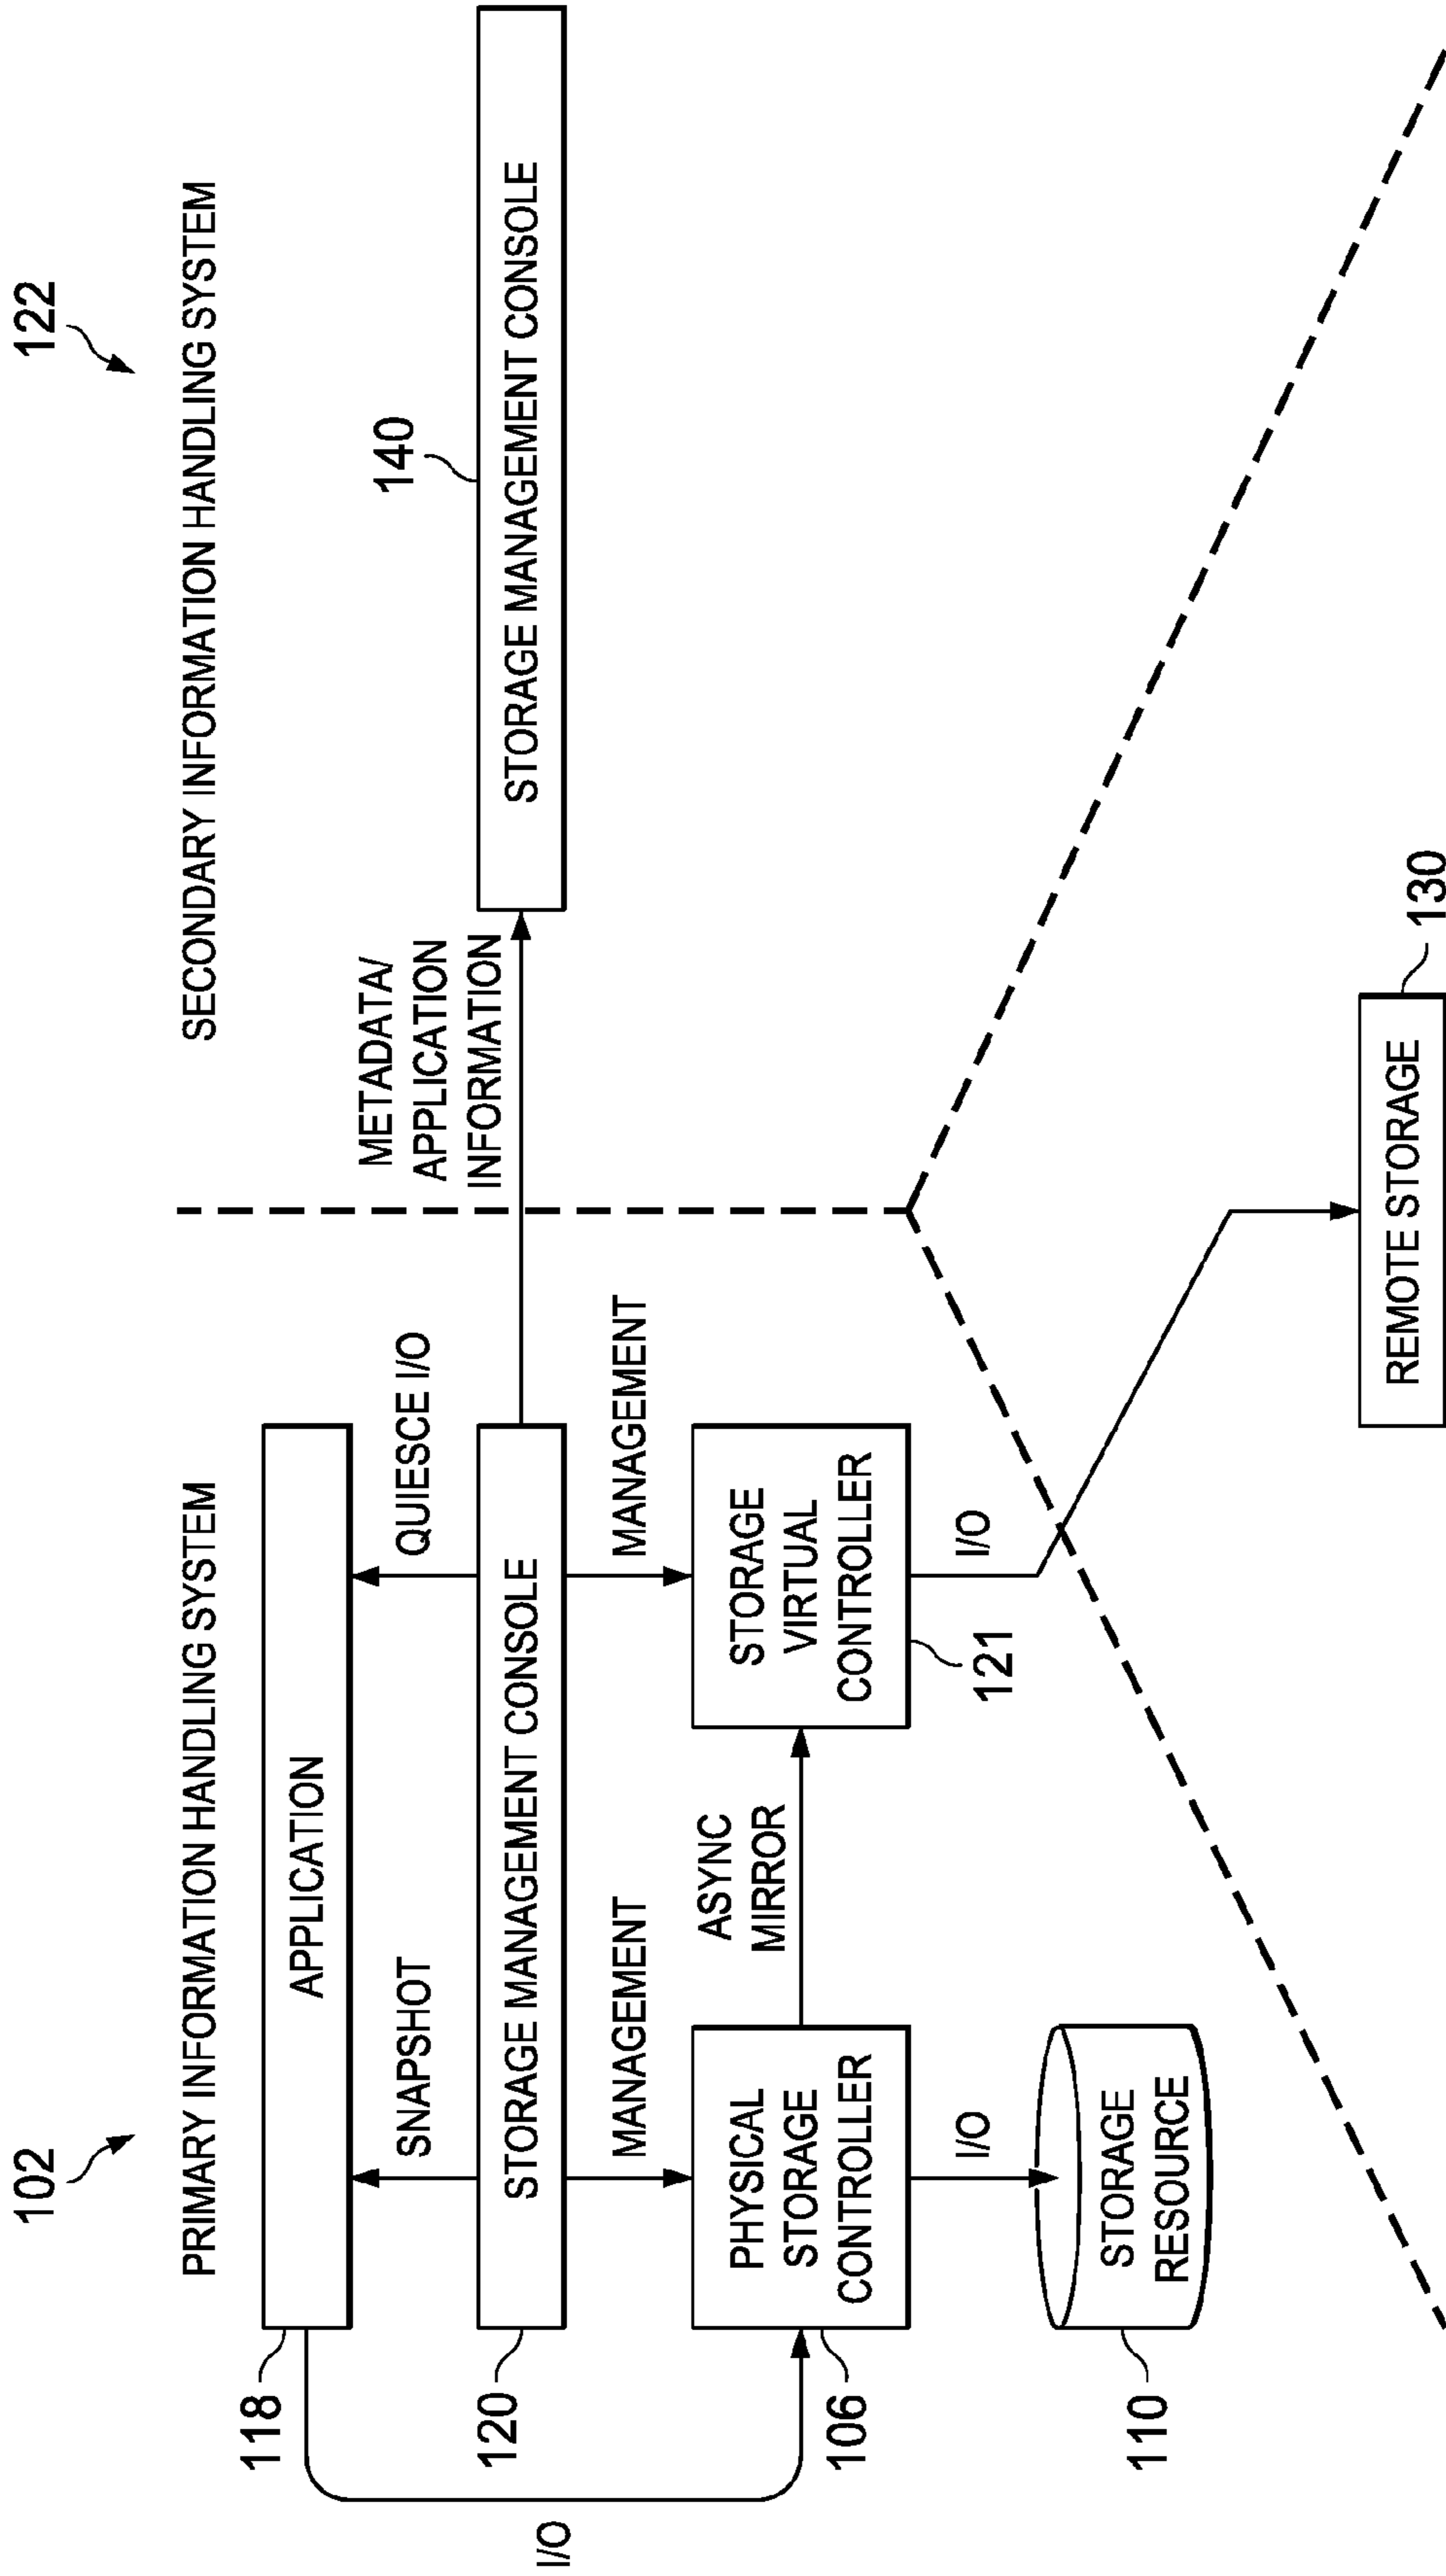 102
122
PRIMARY INFORMATION HANDLING SYSTEM
SECONDARY INFORMATION HANDLING SYSTEM
118
APPLICATION
I/O
SNAPSHOT
QUIESCE I/O
METADATA/
APPLICATION
INFORMATION
140
120
STORAGE MANAGEMENT CONSOLE
STORAGE MANAGEMENT CONSOLE
MANAGEMENT
MANAGEMENT
106
PHYSICAL
STORAGE
CONTROLLER
ASYNC
MIRROR
STORAGE
VIRTUAL
CONTROLLER
121
I/O
I/O
110
STORAGE
RESOURCE
REMOTE STORAGE
130